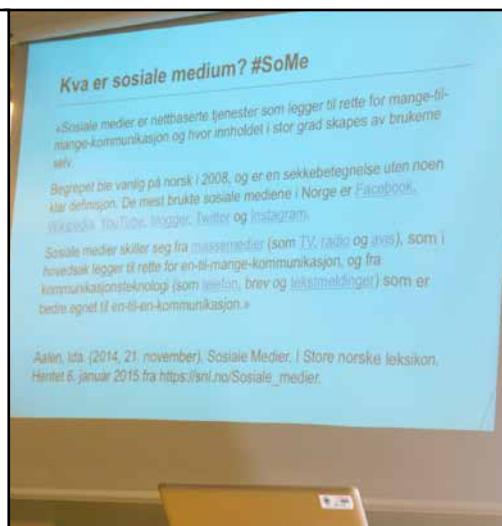 Kva er sosiale medium? #SoMe
«Sosiale medier er nettbaserte tjenester som legger til rette for mange-til-
mange-kommunikasjon og hvor innholdet i stor grad skapes av brukerne
selv.
Begrepet ble vanlig på norsk i 2008, og er en sekkebetegnelse uten noen
klar definisjon. De mest brukte sosiale mediene i Norge er Facebook,
Wikipedia, YouTube, blogger, Twitter og Instagram.
Sosiale medier skiller seg fra massemedier (som TV, radio og avis), som i
hovedsak legger til rette for en-til-mange-kommunikasjon, og fra
kommunikasjonsteknologi (som telefon, brev og tekstmeldinger) som er
bedre egnet til en-til-en-kommunikasjon.»
Aalen, Ida. (2014, 21. november). Sosiale Medier. I Store norske leksikon.
Hentet 6. januar 2015 fra https://snl.no/Sosiale_medier.